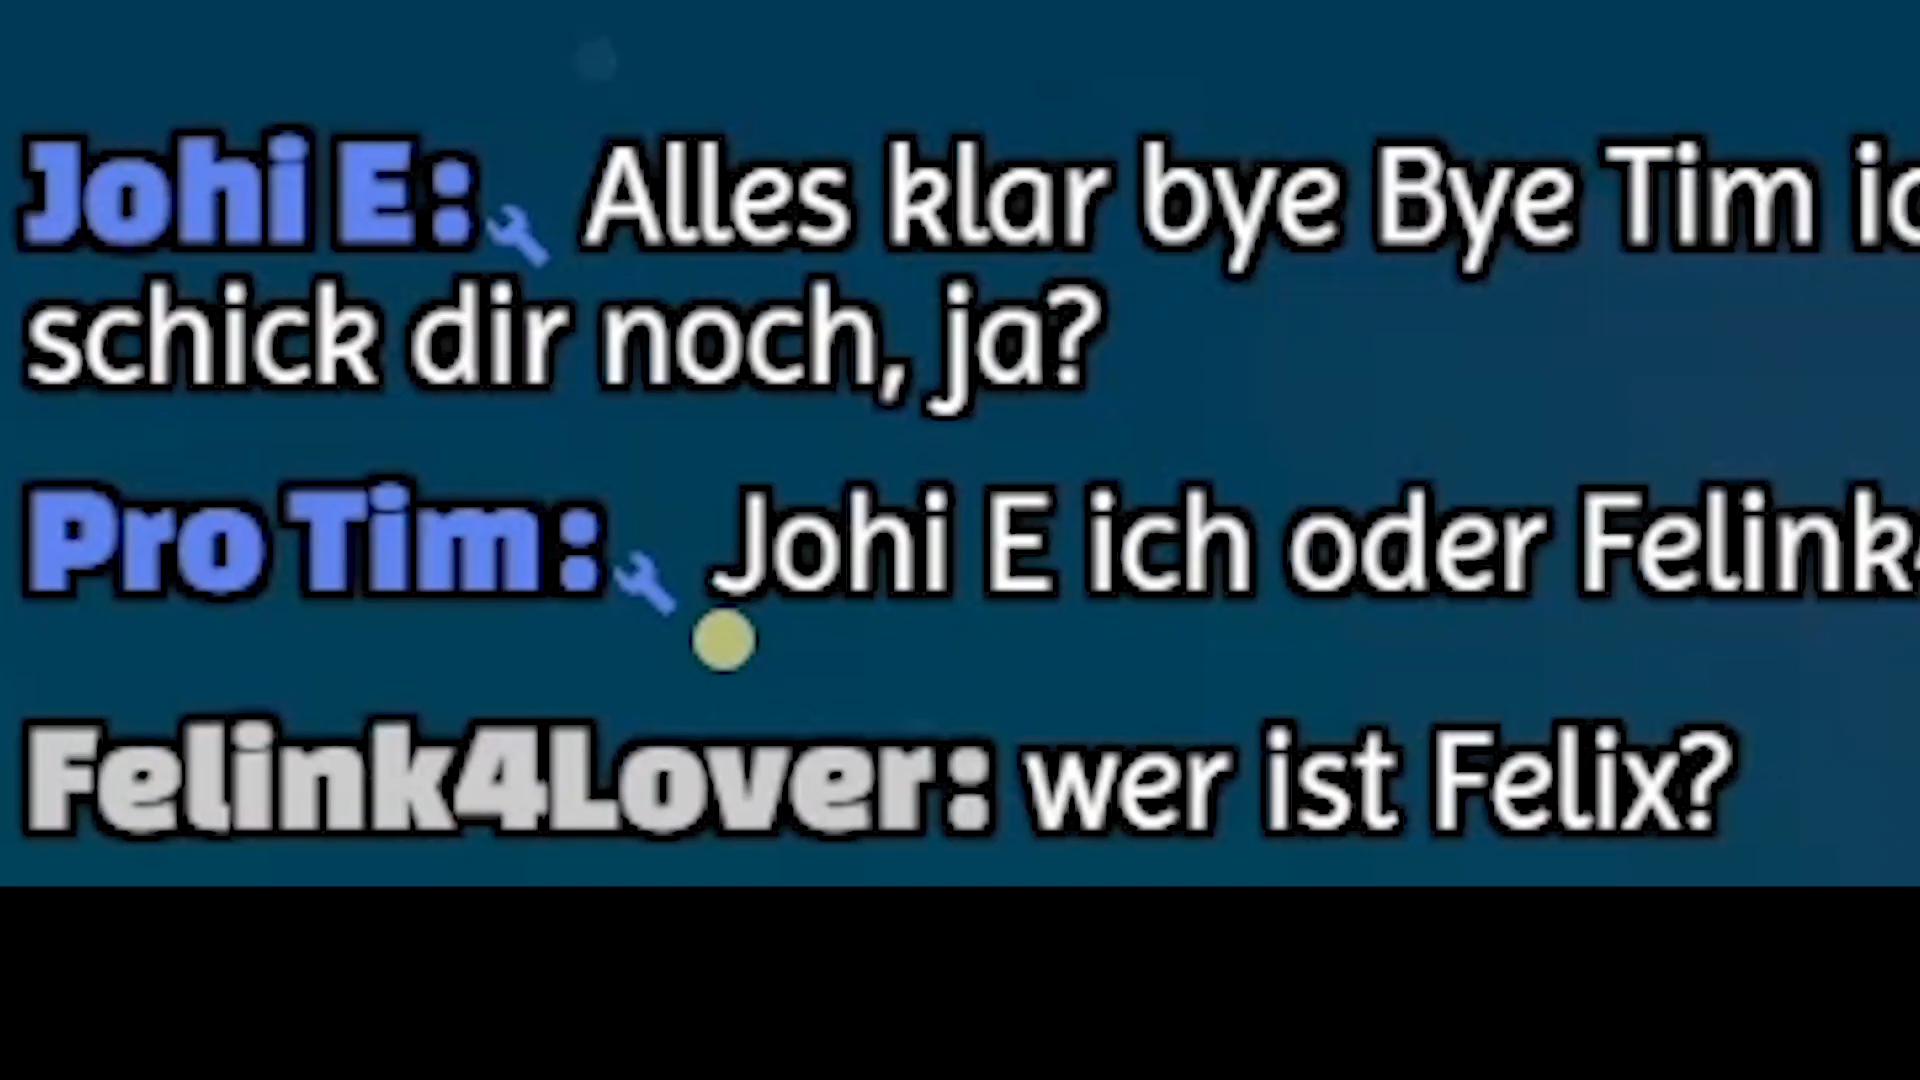 Johi E: Alles klar bye Bye Tim
schick dir noch, ja?
Pro Tim: Johi E ich oder Felink
Felink4Lover: wer ist Felix?